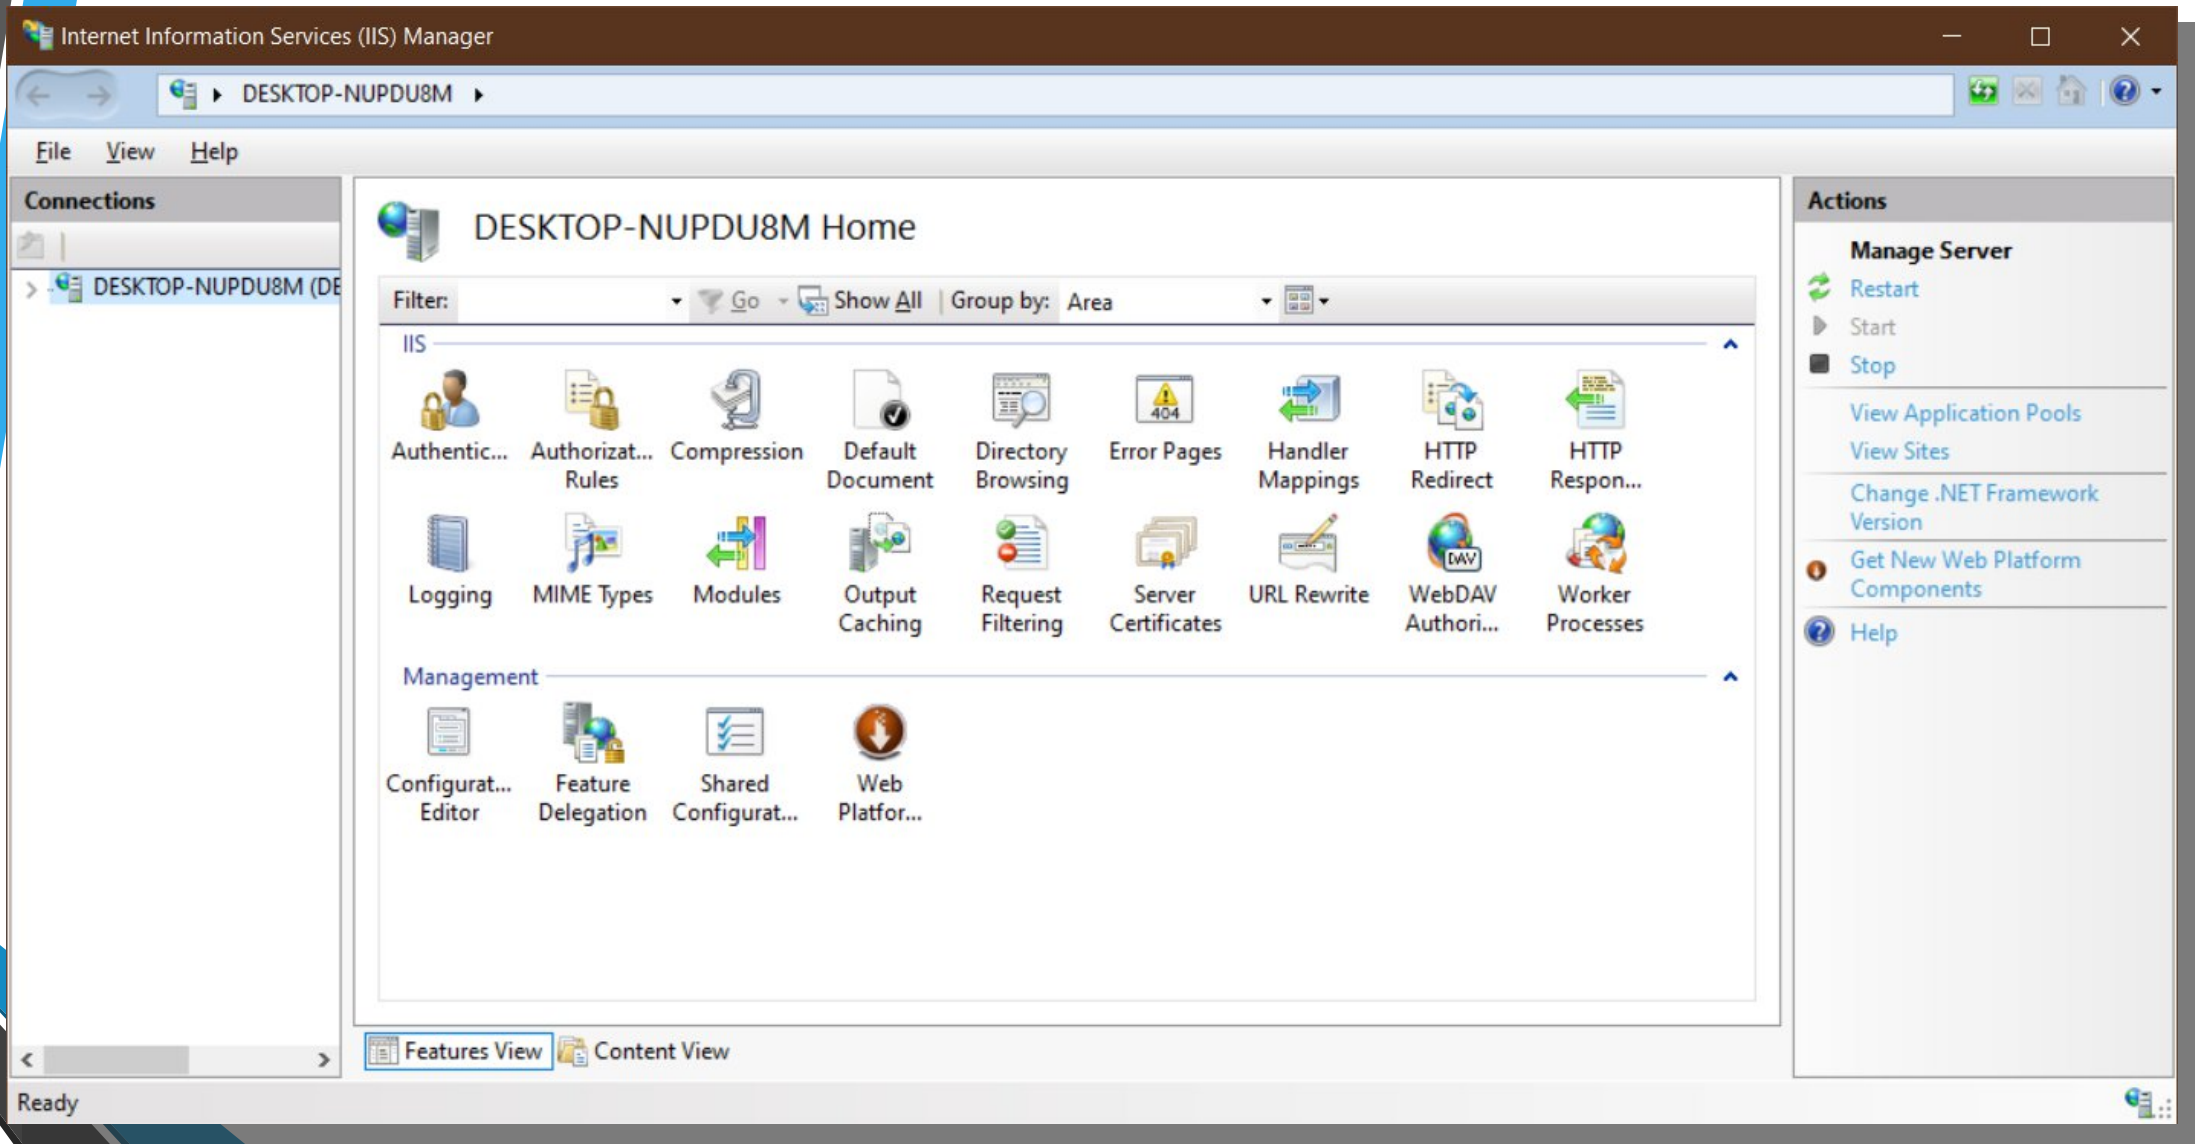 Internet Information Services (IIS) Manager
DESKTOP-NUPDU8M
File View Help
Connections
DESKTOP-NUPDU8M (DE
DESKTOP-NUPDU8M Home
Filter: Go Show All Group by: Area
IIS
Authentic... Authorizat... Compression Default Directory Error Pages Handler HTTP HTTP
Rules Document Browsing 404 Mappings Redirect Respon...
Logging MIME Types Modules Output Request Server URL Rewrite WebDAV Worker
Caching Filtering Certificates DAV Authori... Processes
Management
Configurat... Feature Shared Web
Editor Delegation Configurat... Platfor...
Features View Content View
Actions
Manage Server
Restart
Start
Stop
View Application Pools
View Sites
Change .NET Framework
Version
Get New Web Platform
Components
Help
Ready